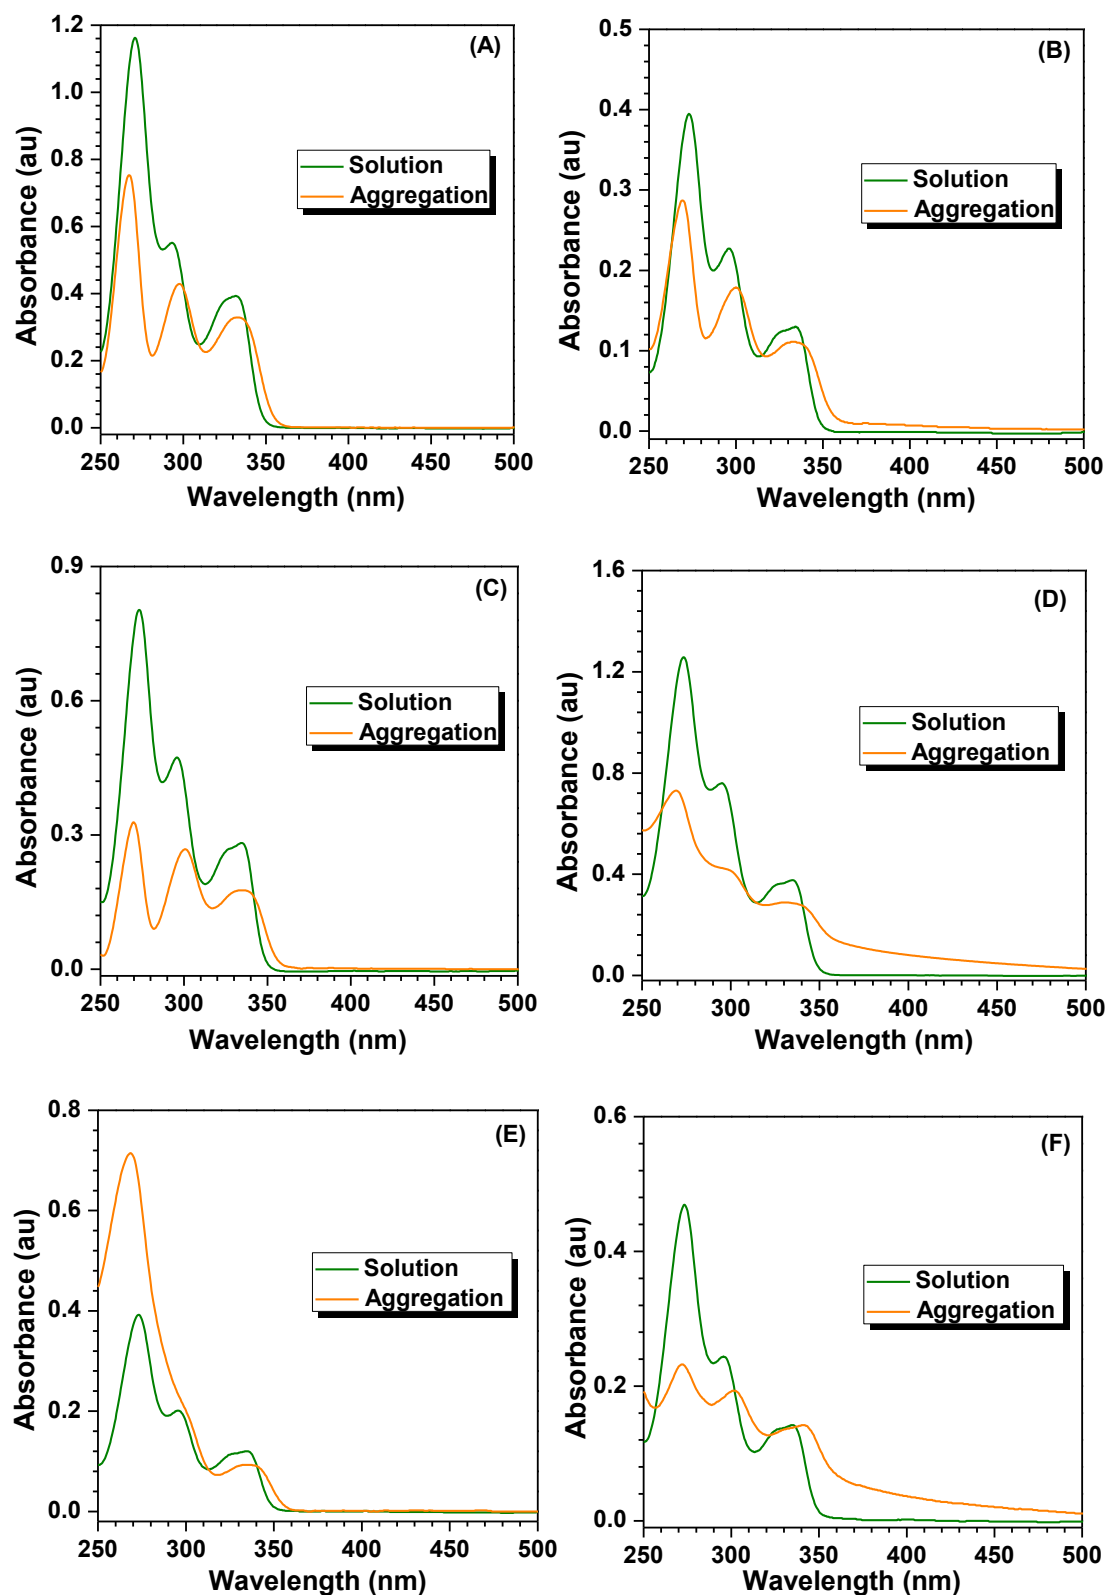 (A)
1.2
1.0
0.8
0.6
0.4
0.2
0.0
Absorbance (au)
Solution
Aggregation
250 300 350 400 450 500
Wavelength (nm)
(B)
0.5
0.4
0.3
0.2
0.1
0.0
Absorbance (au)
Solution
Aggregation
250 300 350 400 450 500
Wavelength (nm)
(C)
0.9
0.6
0.3
0.0
Absorbance (au)
Solution
Aggregation
250 300 350 400 450 500
Wavelength (nm)
(D)
1.6
1.2
0.8
0.4
0.0
Absorbance (au)
Solution
Aggregation
250 300 350 400 450 500
Wavelength (nm)
(E)
0.8
0.6
0.4
0.2
0.0
Absorbance (au)
Solution
Aggregation
250 300 350 400 450 500
Wavelength (nm)
(F)
0.6
0.4
0.2
0.0
Absorbance (au)
Solution
Aggregation
250 300 350 400 450 500
Wavelength (nm)